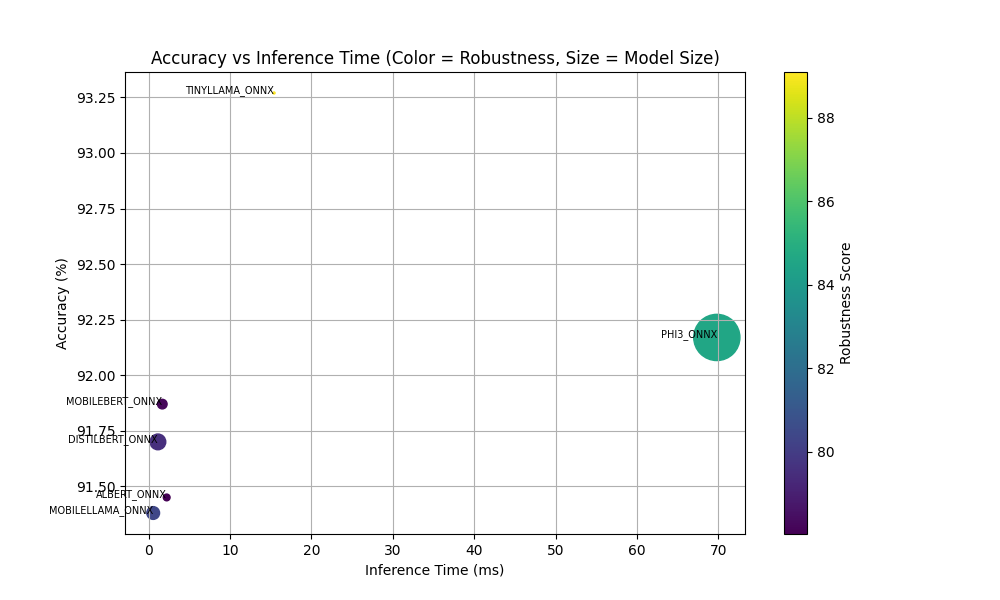 Accuracy vs Inference Time (Color = Robustness, Size = Model Size)
TINYLLAMA_ONNX
PHI3_ONNX
MOBILEBERT_ONNX
DISTILBERT_ONNX
ALBERT_ONNX
MOBILELLAMA_ONNX
93.25
93.00
92.75
92.50
92.25
92.00
91.75
91.50
Accuracy (%)
0 10 20 30 40 50 60 70
Inference Time (ms)
88
86
84
82
80
Robustness Score